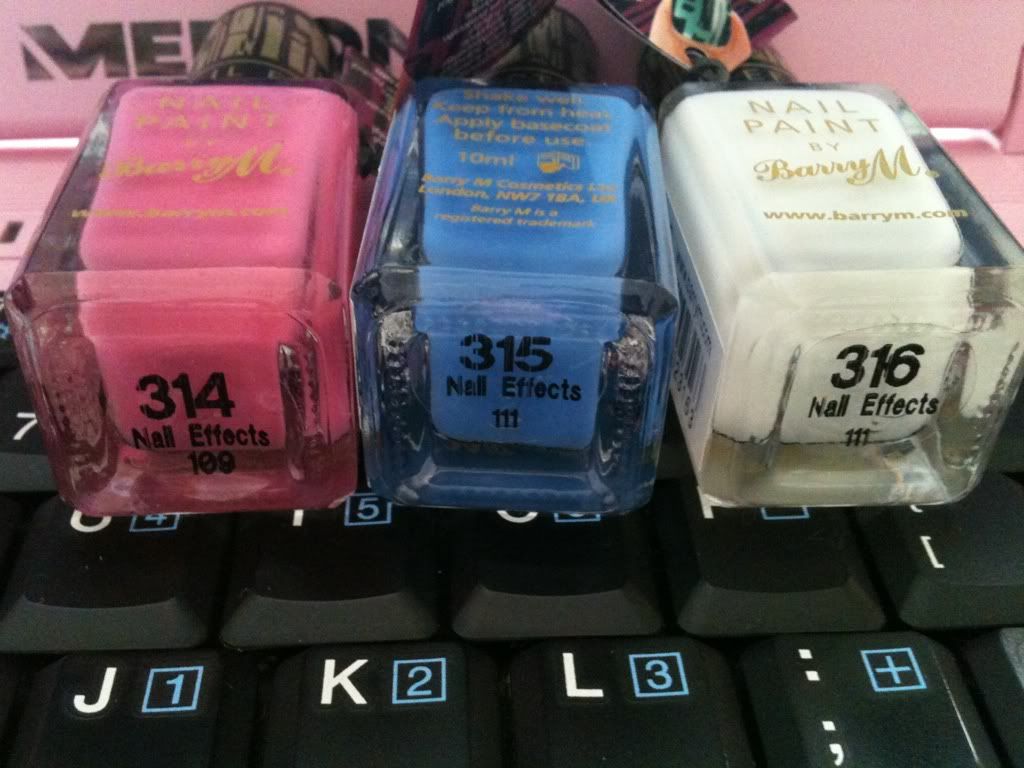 NAIL
PAINT
BY
Barry M.
www.barrym.com
314
Nail Effects
109
Shake well.
Keep from heat.
Apply basecoat
before use.
10ml
Barry M Cosmetics Ltd
London, NW7 1BA, UK
Barry M is a
registered trademark
315
Nail Effects
111
NAIL
PAINT
BY
Barry M.
www.barrym.com
316
Nail Effects
111
7
U 4
I 5
O
P
[
J 1
K 2
L 3
: +
;